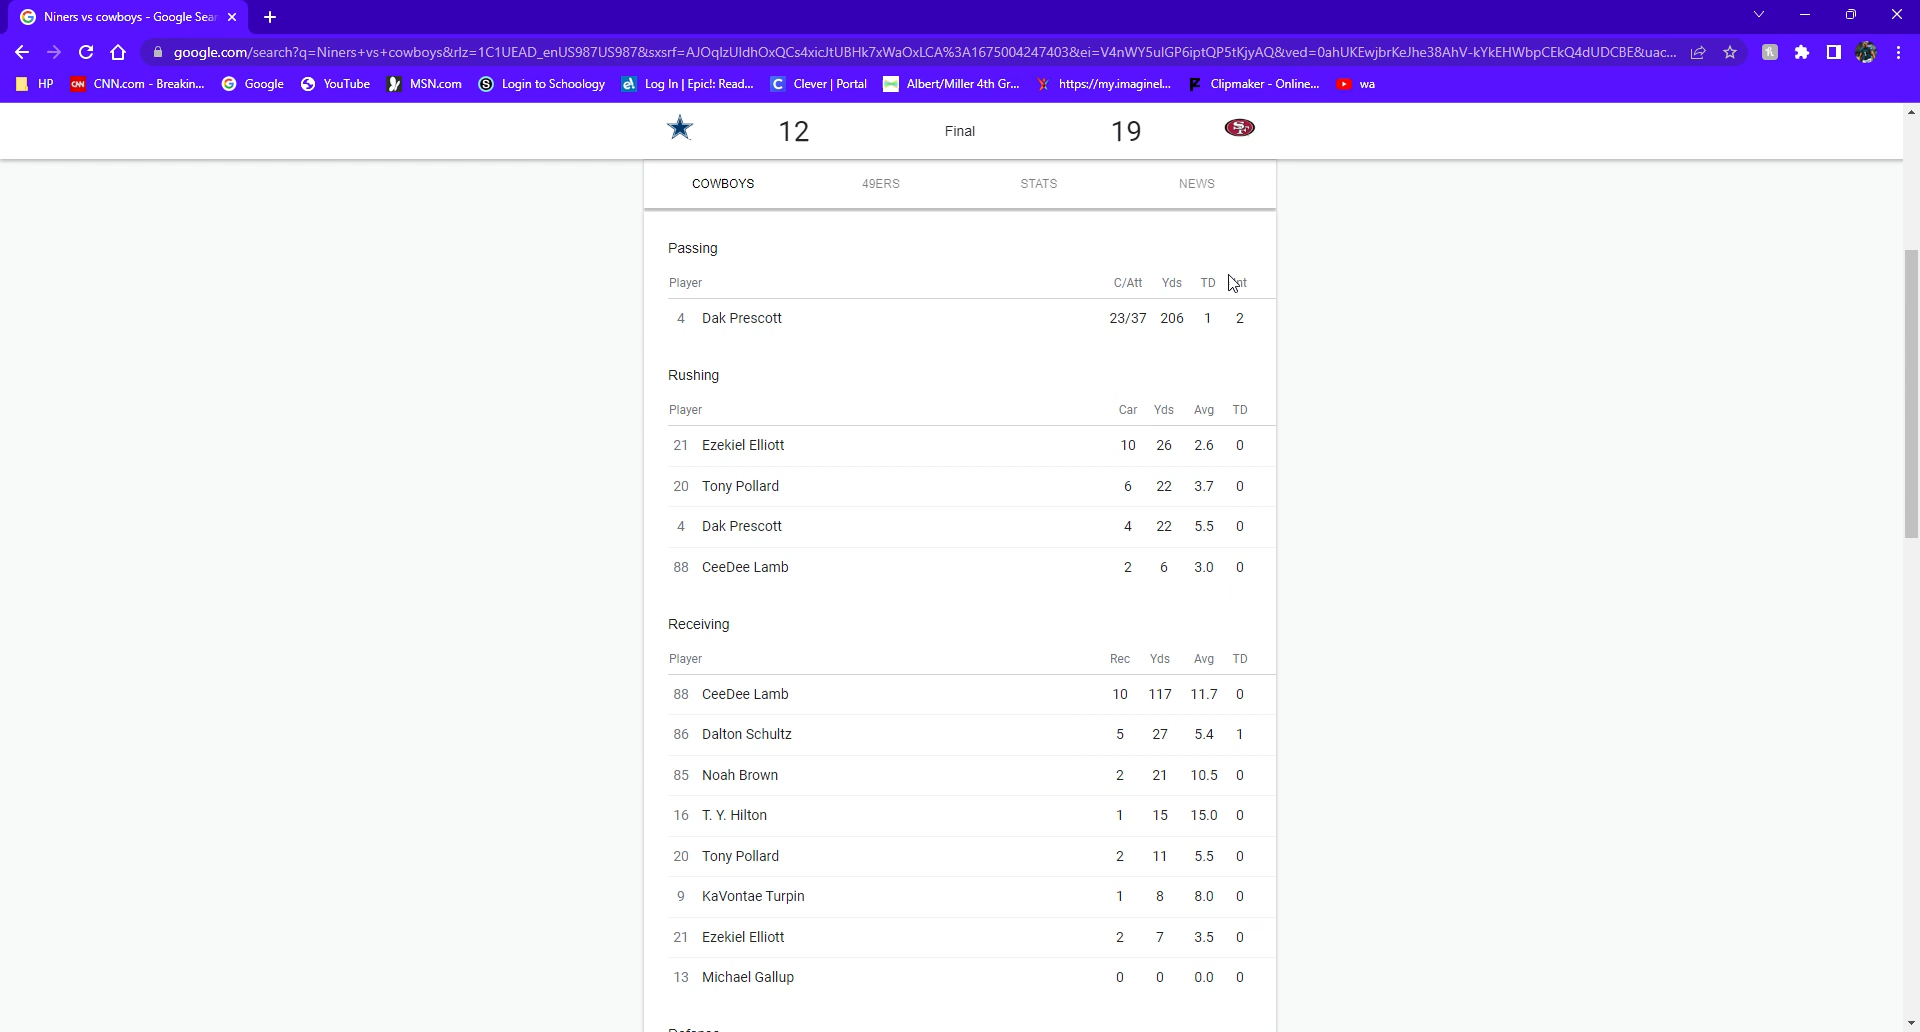 Niners vs cowboys - Google Sear
google.com/search?q=Niners+vs+cowboys&rlz=1C1UEAD_enUS987US987&sxsrf=AJOqlzUIdhOxQCs4xicJtUBHk7xWaOxLCA%3A1675004247403&ei=V4nWY5ulGP6iptQP5tKjyAQ&ved=0ahUKEwjbrKeJhe38AhV-kYkEHWbpCEkQ4dUDCBE&uac...
HP CNN.com - Breakin... Google YouTube MSN.com Login to Schoology Log In | Epic!: Read... Clever | Portal Albert/Miller 4th Gr... https://my.imaginel... Clipmaker - Online... wa
12 Final 19
COWBOYS 49ERS STATS NEWS
Passing
Player C/Att Yds TD
4 Dak Prescott 23/37 206 1 2
Rushing
Player Car Yds Avg TD
21 Ezekiel Elliott 10 26 2.6 0
20 Tony Pollard 6 22 3.7 0
4 Dak Prescott 4 22 5.5 0
88 CeeDee Lamb 2 6 3.0 0
Receiving
Player Rec Yds Avg TD
88 CeeDee Lamb 10 117 11.7 0
86 Dalton Schultz 5 27 5.4 1
85 Noah Brown 2 21 10.5 0
16 T. Y. Hilton 1 15 15.0 0
20 Tony Pollard 2 11 5.5 0
9 KaVontae Turpin 1 8 8.0 0
21 Ezekiel Elliott 2 7 3.5 0
13 Michael Gallup 0 0 0.0 0